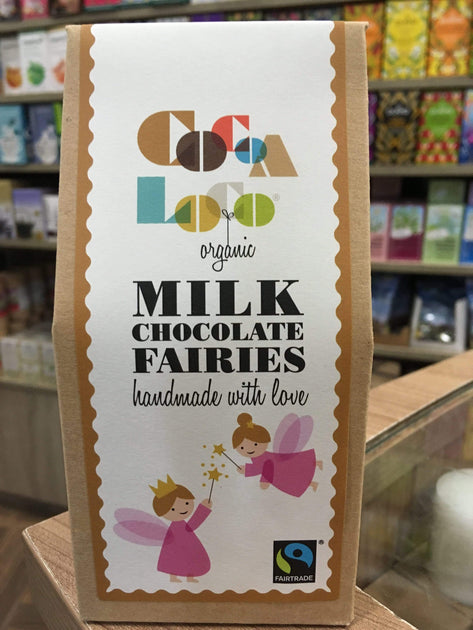 COCOA
LOCO®
organic
MILK
CHOCOLATE
FAIRIES
handmade with love
FAIRTRADE